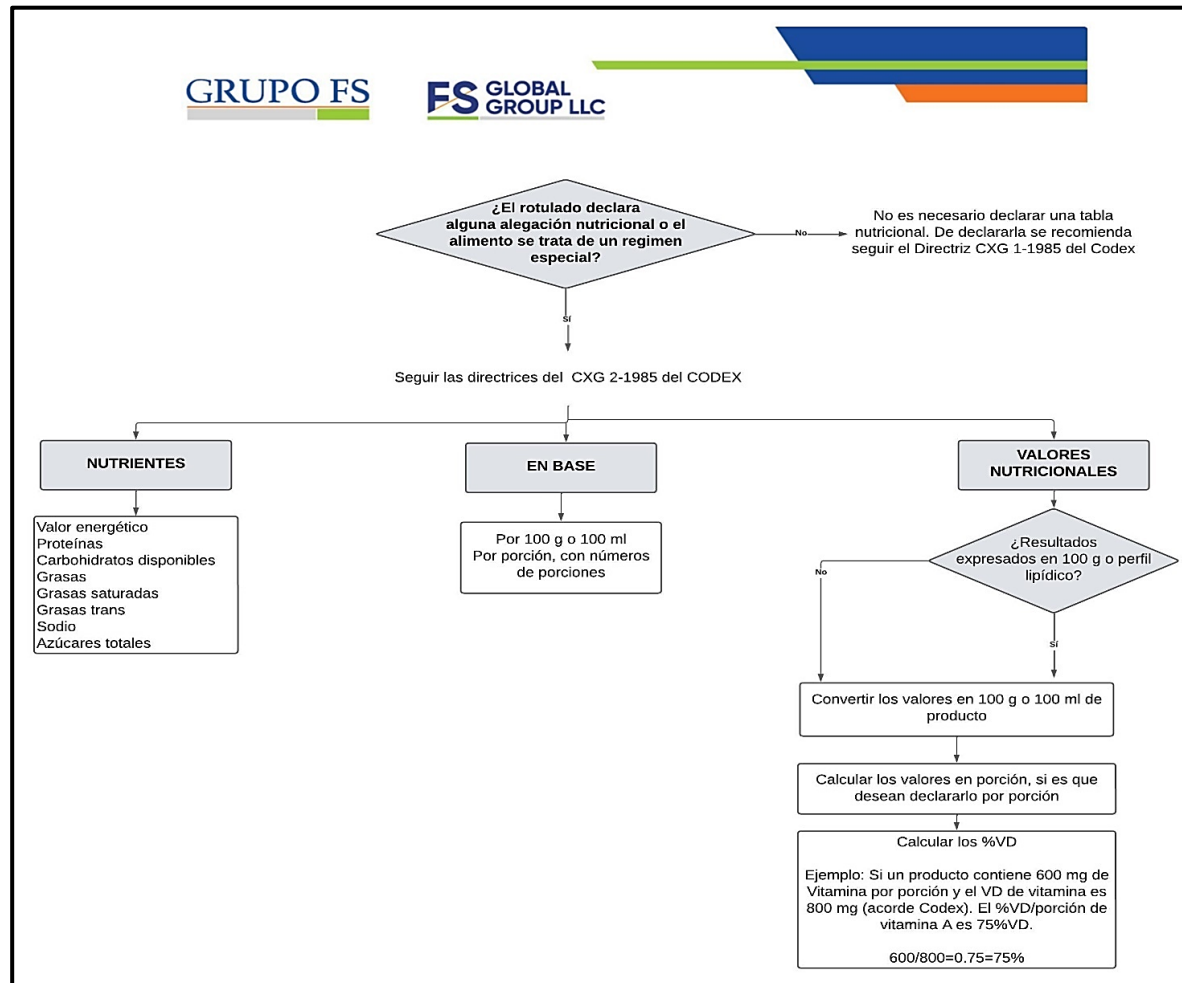 GRUPO FS
FS GLOBAL
GROUP LLC
¿El rotulado declara
alguna alegación nutricional o el
alimento se trata de un regimen
especial?
No
No es necesario declarar una tabla
nutricional. De declararla se recomienda
seguir el Directriz CXG 1-1985 del Codex
Sí
Seguir las directrices del CXG 2-1985 del CODEX
NUTRIENTES
Valor energético
Proteínas
Carbohidratos disponibles
Grasas
Grasas saturadas
Grasas trans
Sodio
Azúcares totales
EN BASE
Por 100 g o 100 ml
Por porción, con números
de porciones
VALORES
NUTRICIONALES
¿Resultados
expresados en 100 g o perfil
lipídico?
No
Sí
Convertir los valores en 100 g o 100 ml de
producto
Calcular los valores en porción, si es que
desean declararlo por porción
Calcular los %VD
Ejemplo: Si un producto contiene 600 mg de
Vitamina por porción y el VD de vitamina es
800 mg (acorde Codex). El %VD/porción de
vitamina A es 75%VD.
600/800=0.75=75%